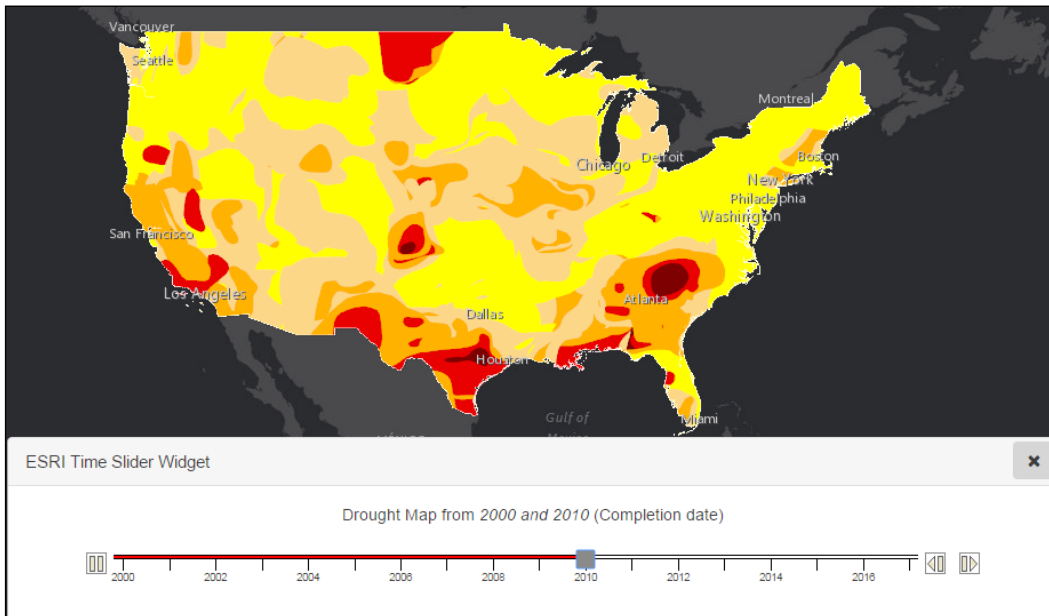 Vancouver
Seattle
Montreal
Chicago
Detroit
Boston
New York
Philadelphia
Washington
San Francisco
Los Angeles
Atlanta
Dallas
Houston
Gulf of
Miami
ESRI Time Slider Widget
Drought Map from 2000 and 2010 (Completion date)
2000 2002 2004 2006 2008 2010 2012 2014 2016